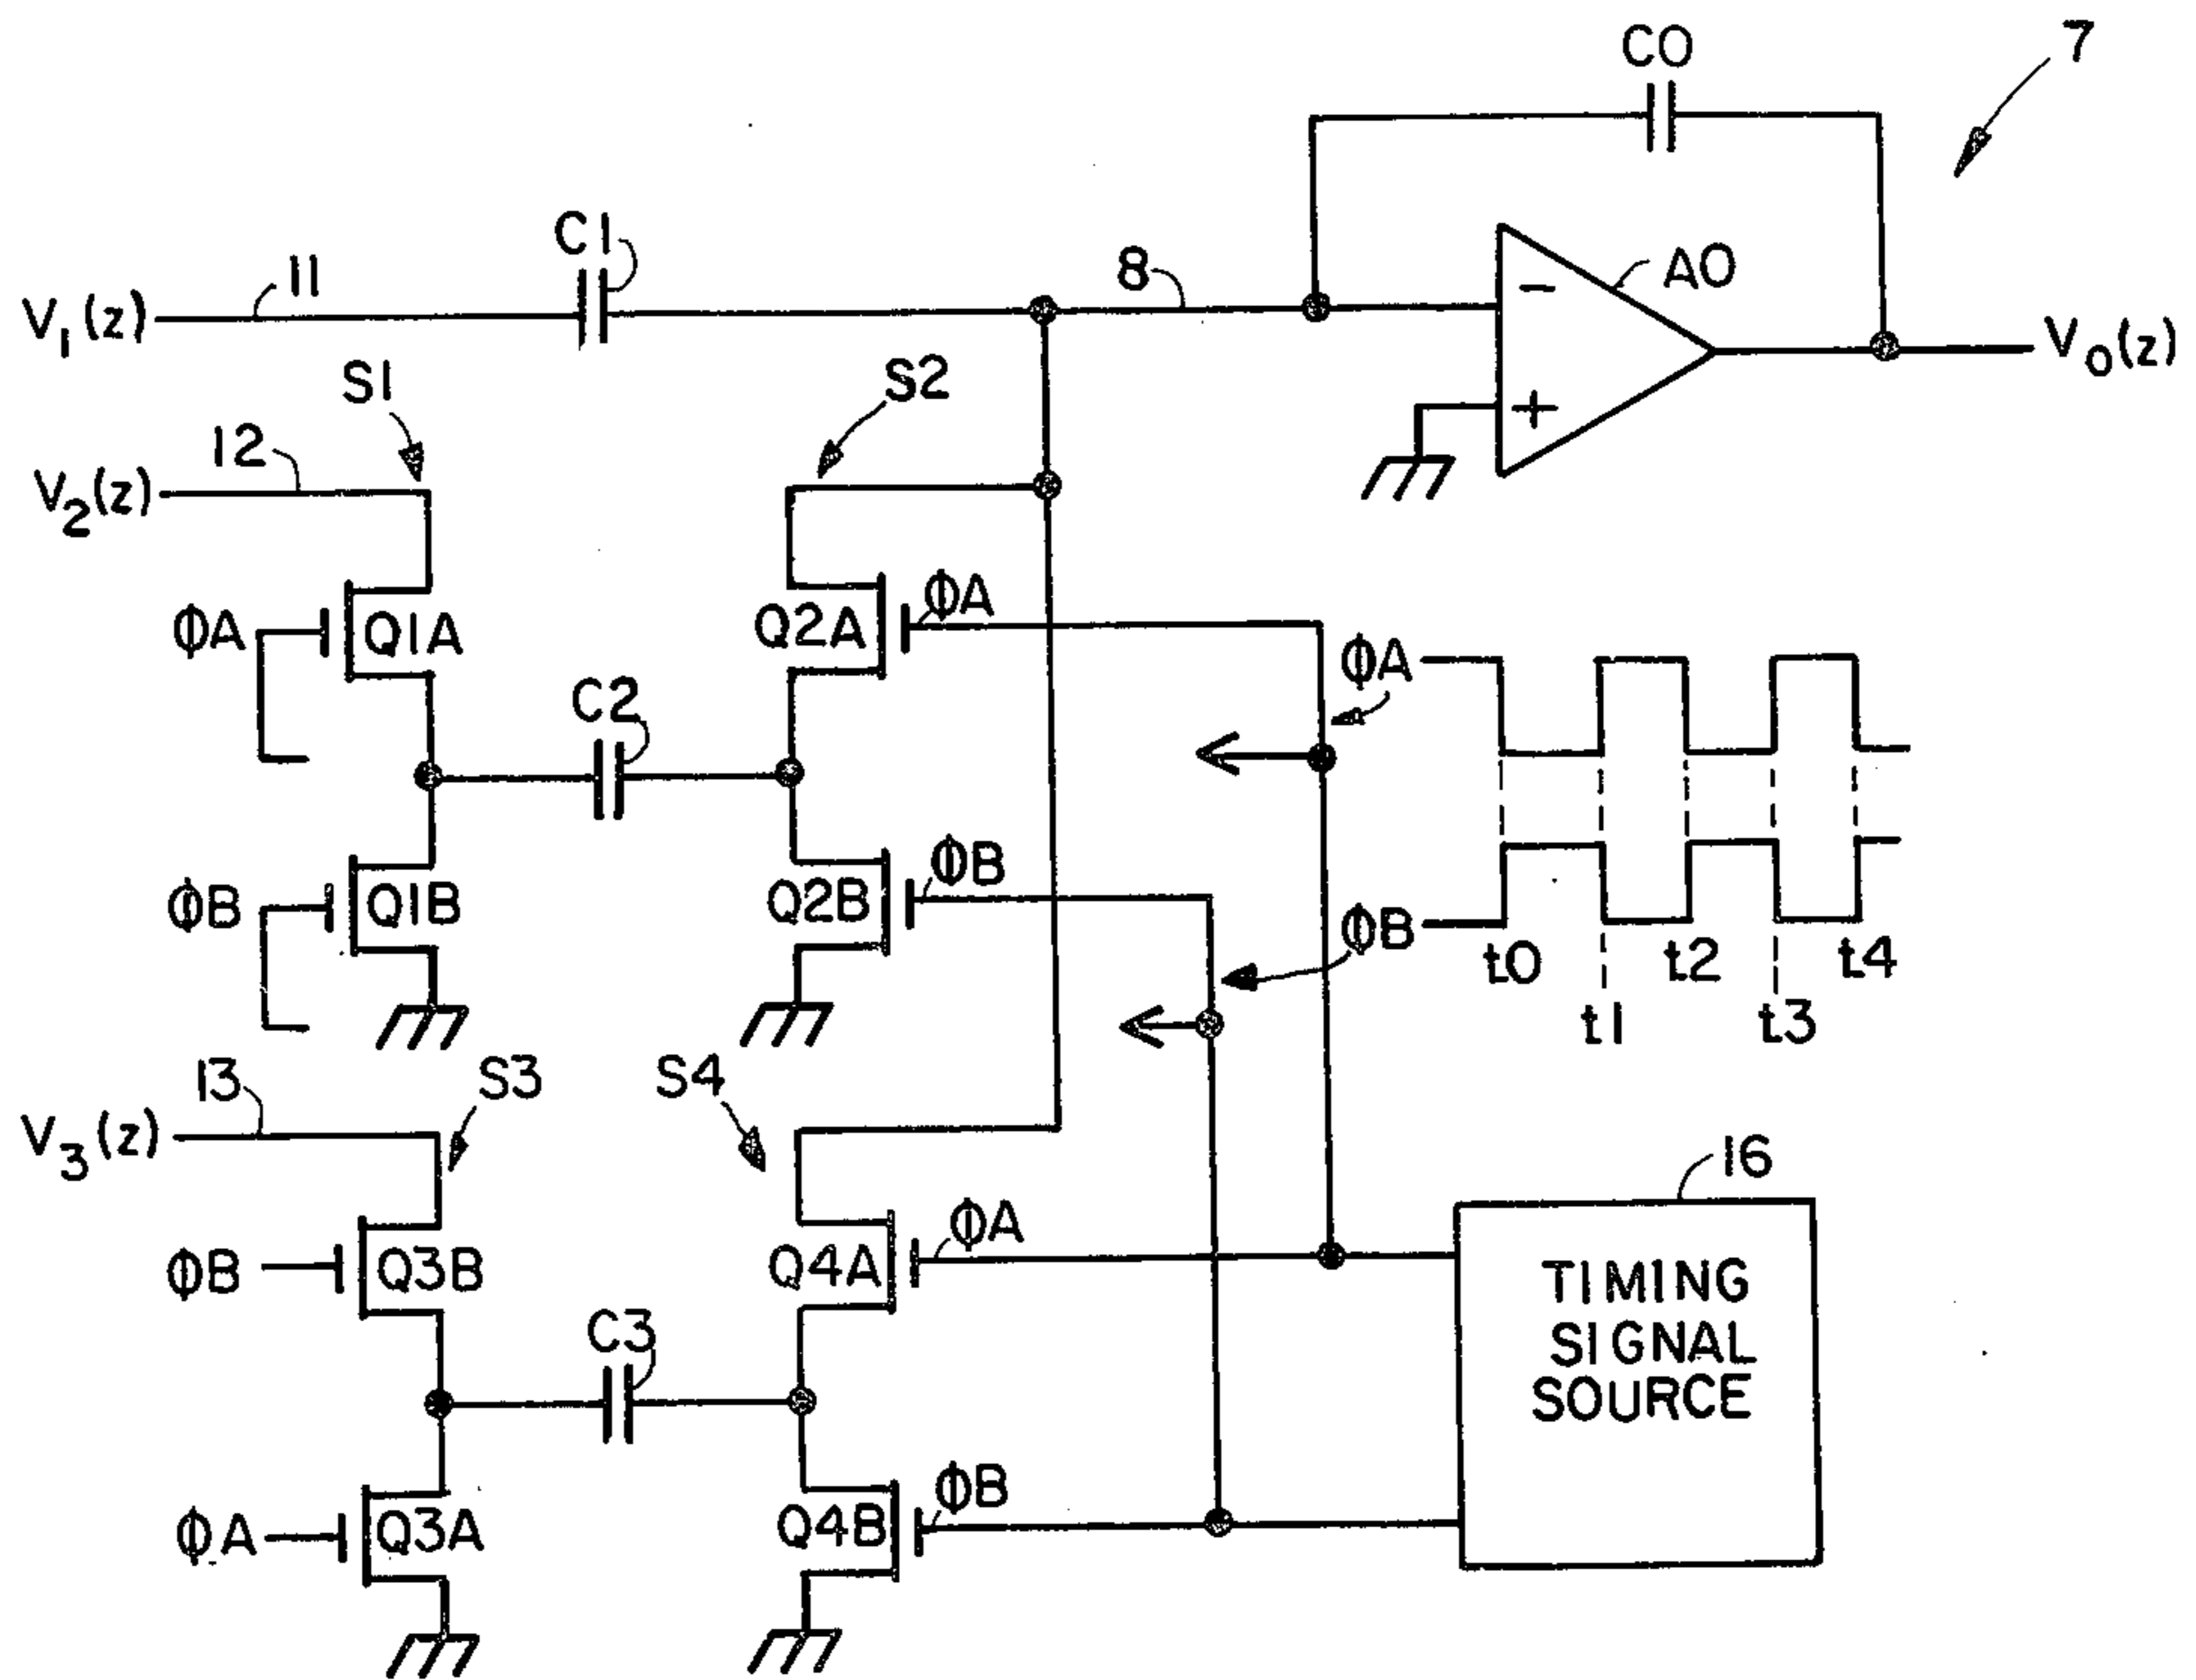 7
C0
C1
8
A0
11
V1(z)
−
+
V0(z)
S1
S2
12
V2(z)
ΦA
Q1A
Q2A
ΦA
ΦA
C2
ΦB
Q1B
Q2B
ΦB
ΦB
t0
t2
t4
t1
t3
13
S3
S4
V3(z)
16
ΦA
ΦB
Q3B
Q4A
TIMING
SIGNAL
SOURCE
C3
ΦB
ΦA
Q3A
Q4B